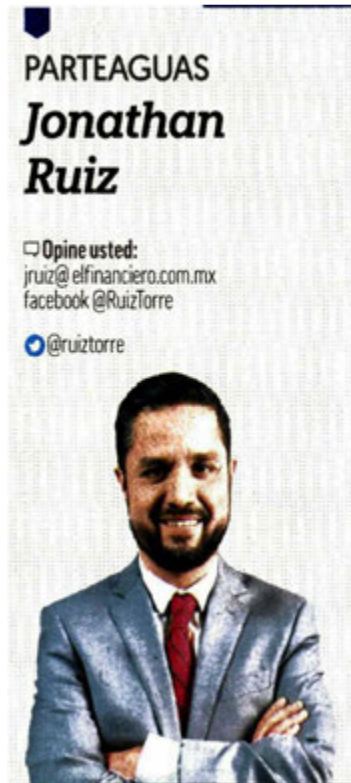 PARTEAGUAS
Jonathan
Ruiz
Opine usted:
jruiz@elfinanciero.com.mx
facebook @RuizTorre
@ruiztorre